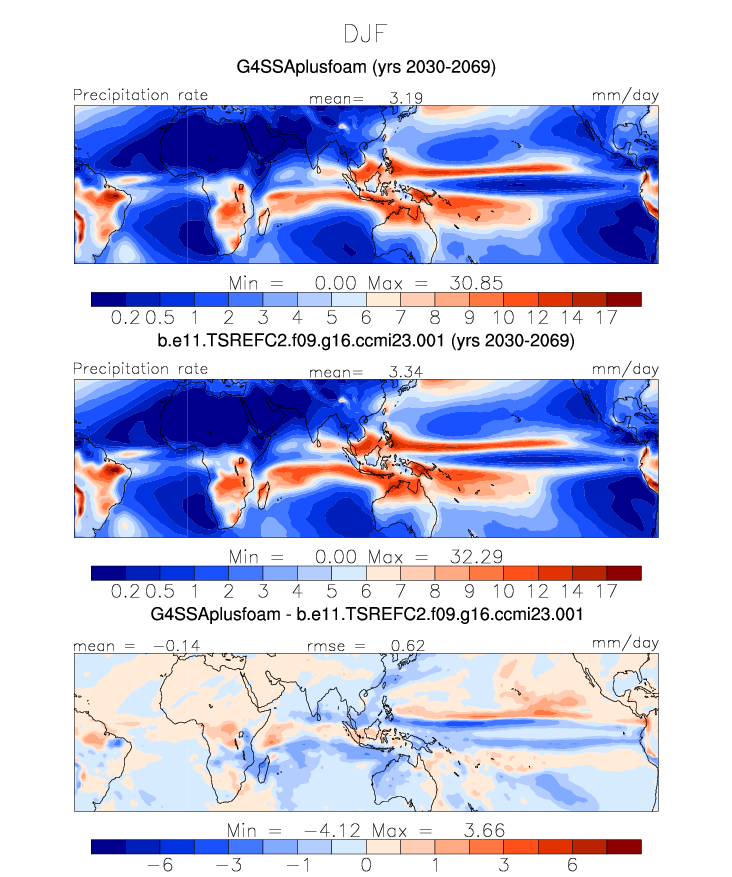 DJF
G4SSAplusfoam (yrs 2030-2069)
Precipitation rate mean= 3.19 mm/day
Min = 0.00 Max = 30.85
0.2 0.5 1 2 3 4 5 6 7 8 9 10 12 14 17
b.e11.TSREFC2.f09.g16.ccmi23.001 (yrs 2030-2069)
Precipitation rate mean= 3.34 mm/day
Min = 0.00 Max = 32.29
0.2 0.5 1 2 3 4 5 6 7 8 9 10 12 14 17
G4SSAplusfoam - b.e11.TSREFC2.f09.g16.ccmi23.001
mean = −0.14 rmse = 0.62 mm/day
Min = −4.12 Max = 3.66
−6 −3 −1 0 1 3 6